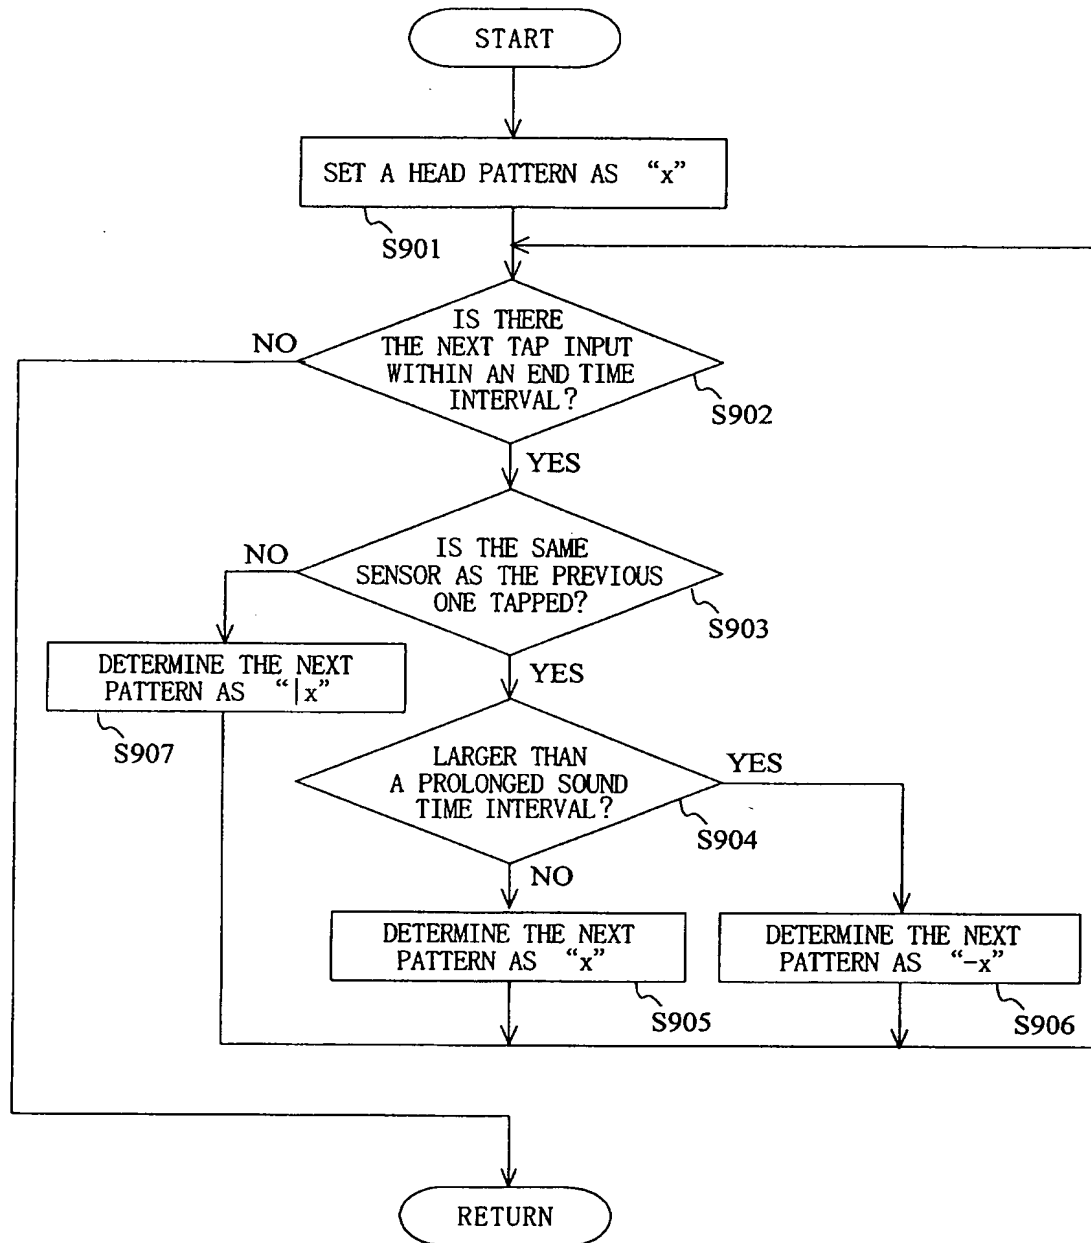 START
SET A HEAD PATTERN AS “x”
S901
IS THERE
THE NEXT TAP INPUT
WITHIN AN END TIME
INTERVAL?
NO
S902
YES
IS THE SAME
SENSOR AS THE PREVIOUS
ONE TAPPED?
NO
S903
DETERMINE THE NEXT
PATTERN AS “|x”
S907
YES
LARGER THAN
A PROLONGED SOUND
TIME INTERVAL?
YES
S904
NO
DETERMINE THE NEXT
PATTERN AS “x”
S905
DETERMINE THE NEXT
PATTERN AS “−x”
S906
RETURN